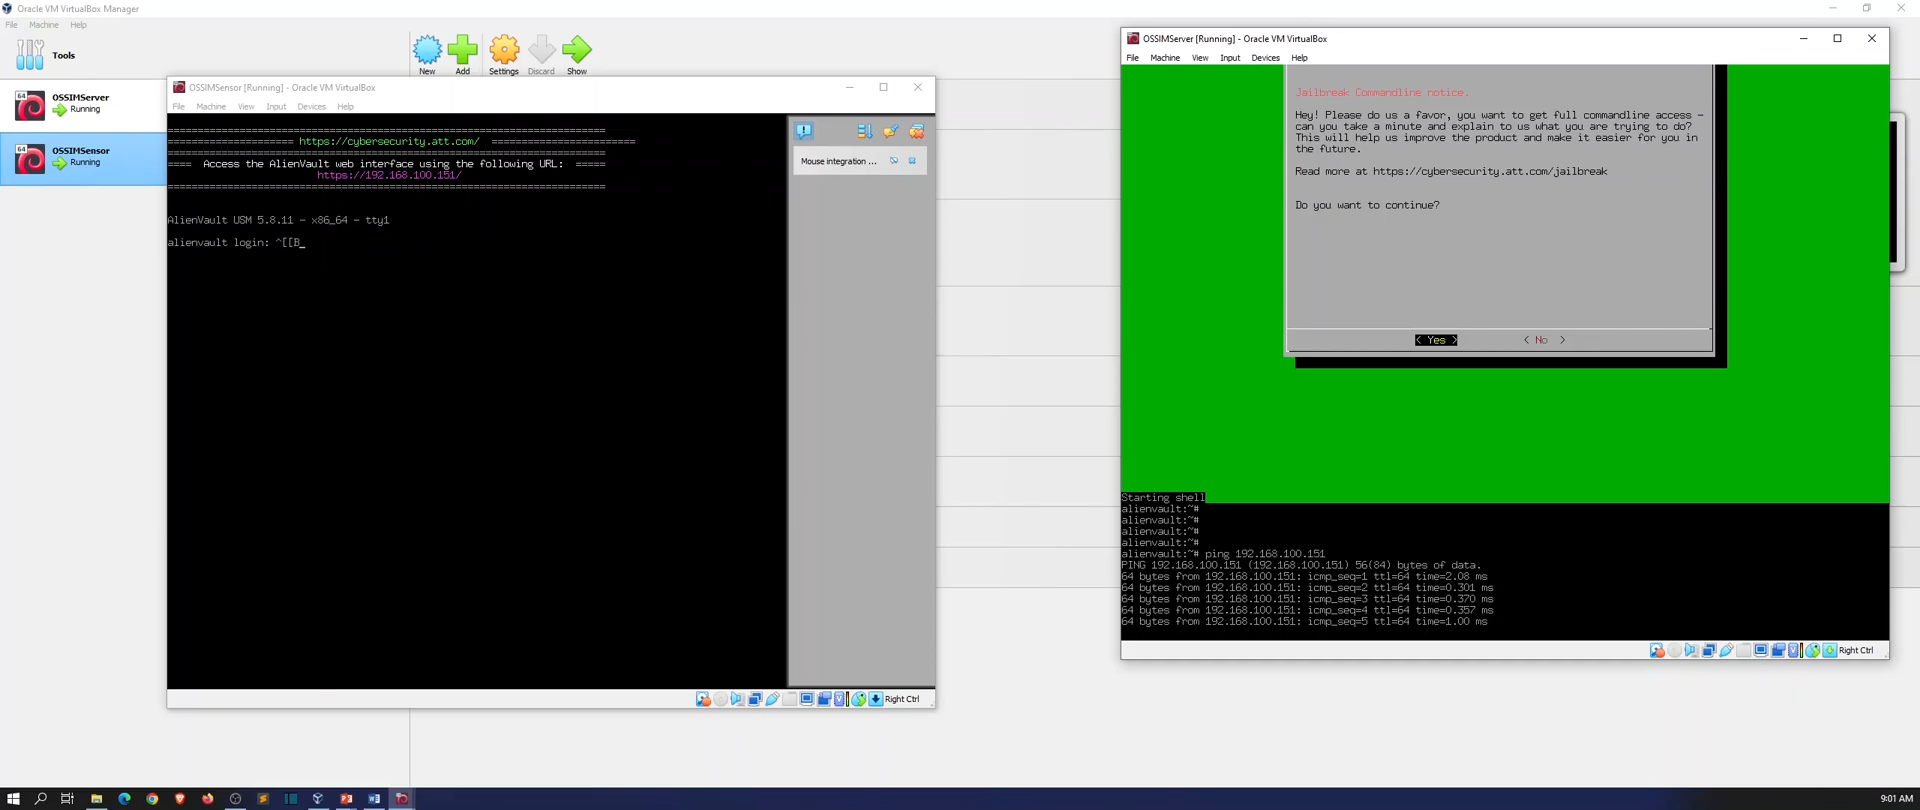 Oracle VM VirtualBox Manager
File Machine Help
Tools
New Add Settings Discard Show
64 OSSIMServer
Running
64 OSSIMSensor
Running
OSSIMSensor [Running] - Oracle VM VirtualBox
File Machine View Input Devices Help
============================================================================
===================== https://cybersecurity.att.com/ ========================
============================================================================
==== Access the AlienVault web interface using the following URL: =====
https://192.168.100.151/
============================================================================
AlienVault USM 5.8.11 - x86_64 - tty1
alienvault login: ^[[B_
Mouse integration ...
Right Ctrl
OSSIMServer [Running] - Oracle VM VirtualBox
File Machine View Input Devices Help
Jailbreak Commandline notice.
Hey! Please do us a favor, you want to get full commandline access -
can you take a minute and explain to us what you are trying to do?
This will help us improve the product and make it easier for you in
the future.
Read more at https://cybersecurity.att.com/jailbreak
Do you want to continue?
< Yes > < No >
Starting shell
alienvault:~#
alienvault:~#
alienvault:~#
alienvault:~#
alienvault:~# ping 192.168.100.151
PING 192.168.100.151 (192.168.100.151) 56(84) bytes of data.
64 bytes from 192.168.100.151: icmp_seq=1 ttl=64 time=2.08 ms
64 bytes from 192.168.100.151: icmp_seq=2 ttl=64 time=0.301 ms
64 bytes from 192.168.100.151: icmp_seq=3 ttl=64 time=0.370 ms
64 bytes from 192.168.100.151: icmp_seq=4 ttl=64 time=0.357 ms
64 bytes from 192.168.100.151: icmp_seq=5 ttl=64 time=1.00 ms
Right Ctrl
9:01 AM